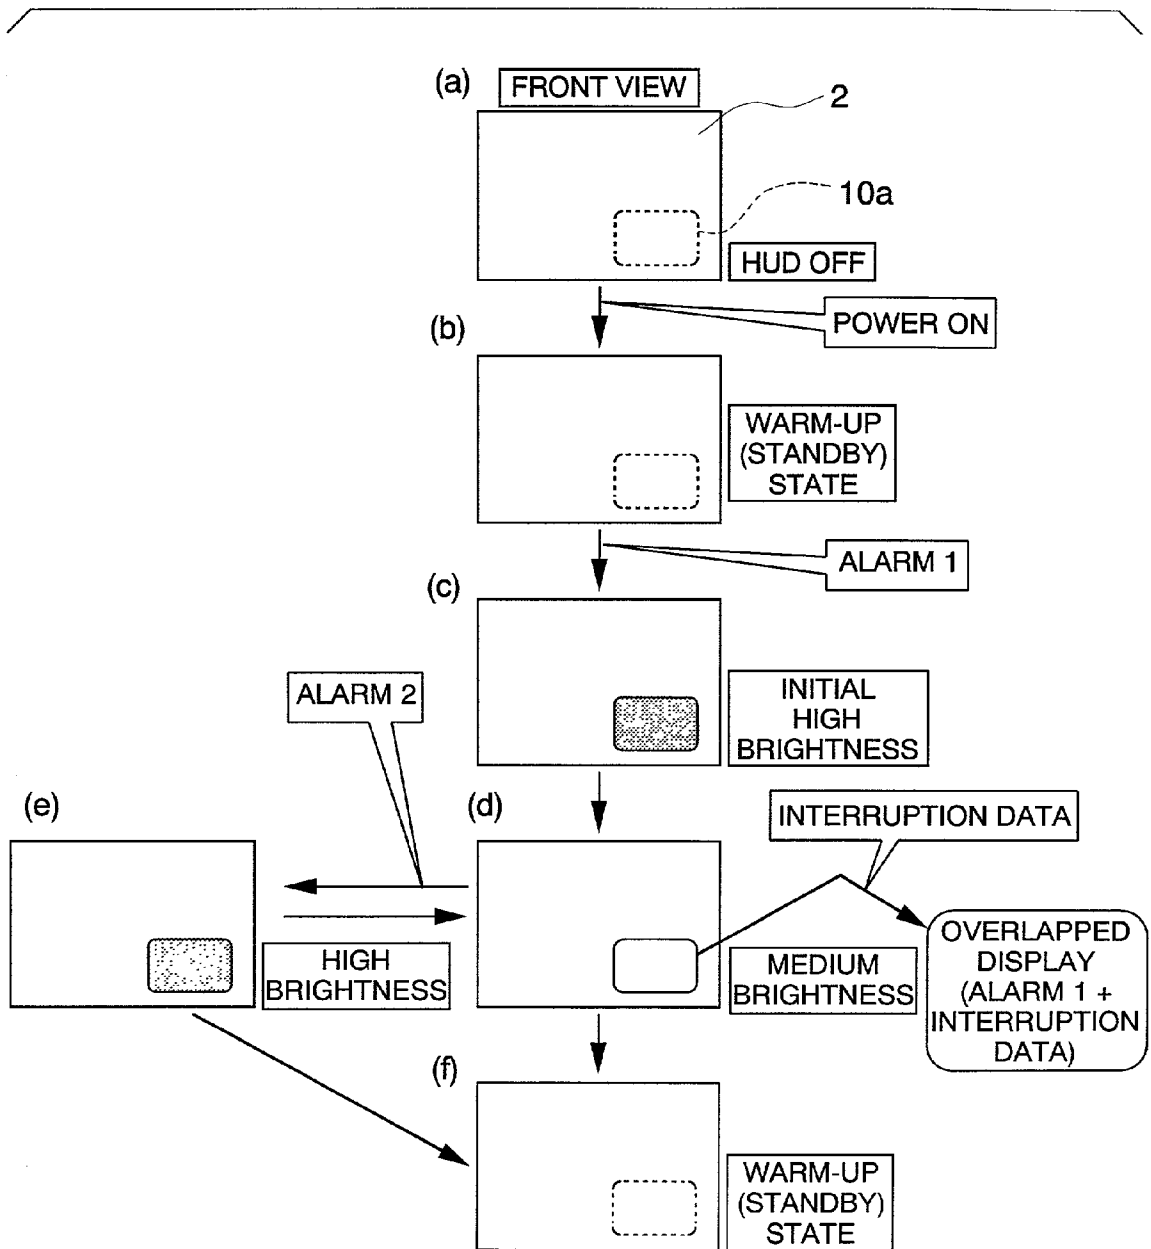 (a)
FRONT VIEW
2
10a
HUD OFF
POWER ON
(b)
WARM-UP
(STANDBY)
STATE
ALARM 1
(c)
INITIAL
HIGH
BRIGHTNESS
ALARM 2
(e)
(d)
INTERRUPTION DATA
HIGH
BRIGHTNESS
MEDIUM
BRIGHTNESS
OVERLAPPED
DISPLAY
(ALARM 1 +
INTERRUPTION
DATA)
(f)
WARM-UP
(STANDBY)
STATE